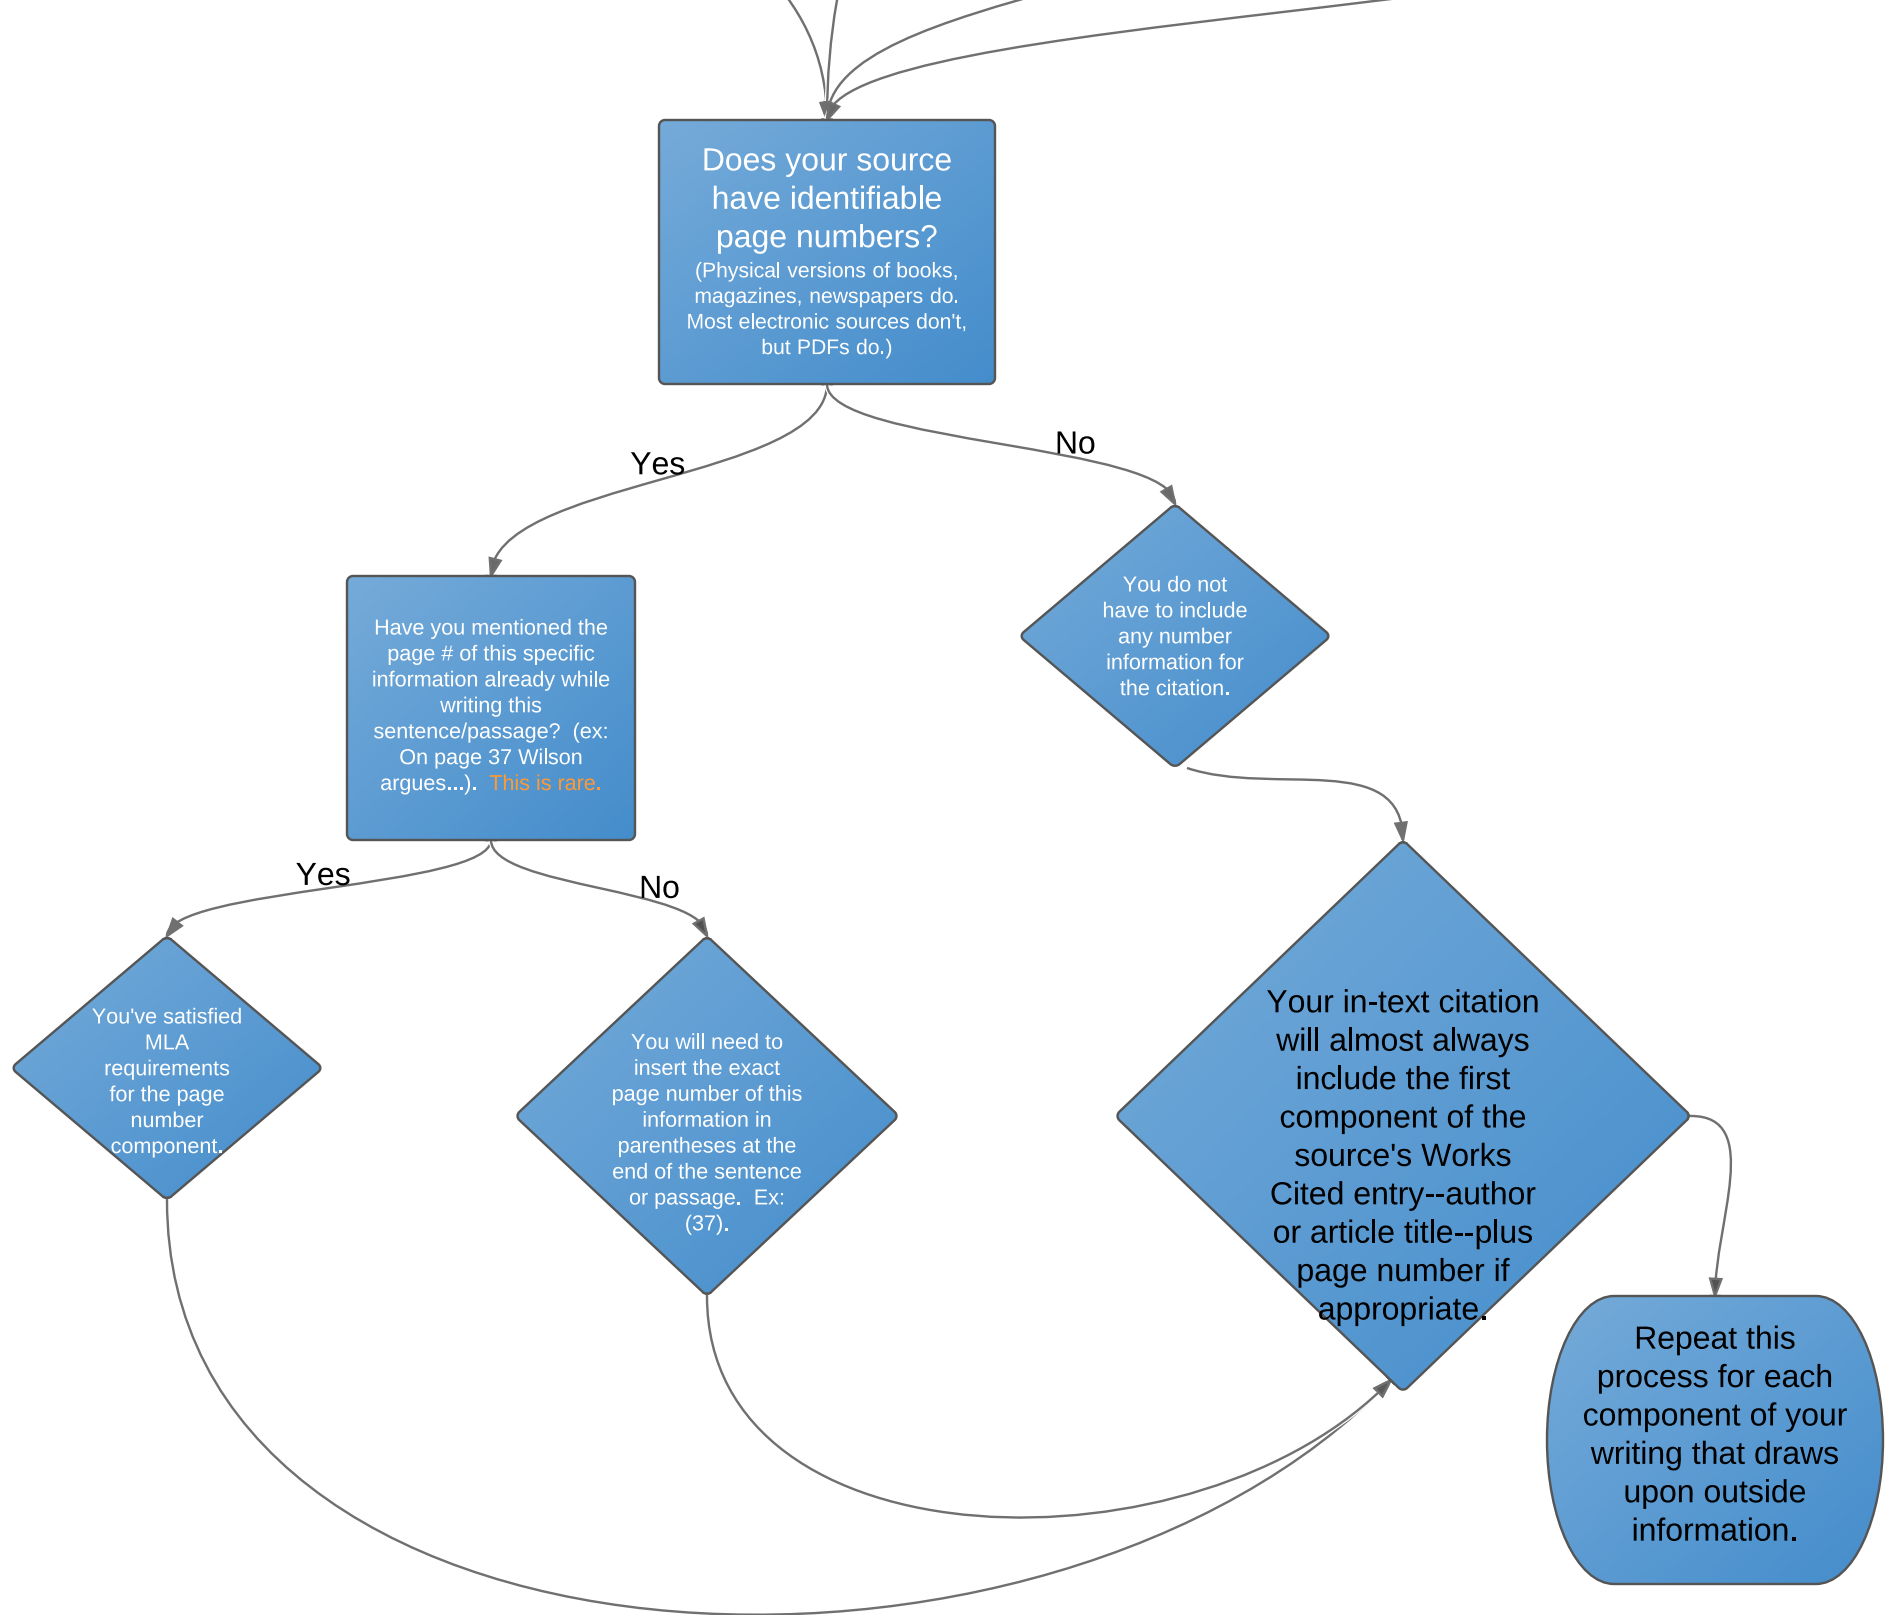 Does your source
have identifiable
page numbers?
(Physical versions of books,
magazines, newspapers do.
Most electronic sources don't,
but PDFs do.)
Yes
No
You do not
have to include
any number
information for
the citation.
Have you mentioned the
page # of this specific
information already while
writing this
sentence/passage?  (ex:
On page 37 Wilson
argues...).  This is rare.
Yes
No
You've satisfied
MLA
requirements
for the page
number
component.
You will need to
insert the exact
page number of this
information in
parentheses at the
end of the sentence
or passage.  Ex:
(37).
Your in-text citation
will almost always
include the first
component of the
source's Works
Cited entry--author
or article title--plus
page number if
appropriate.
Repeat this
process for each
component of your
writing that draws
upon outside
information.